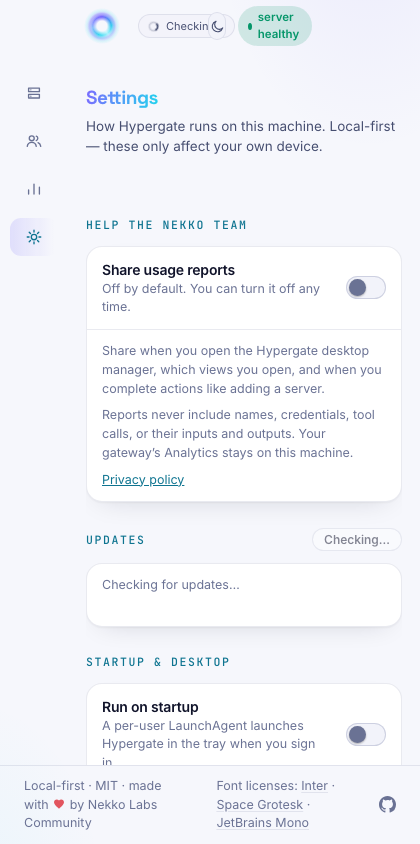 Checkin
server
healthy
Settings
How Hypergate runs on this machine. Local-first
— these only affect your own device.
HELP THE NEKKO TEAM
Share usage reports
Off by default. You can turn it off any
time.
Share when you open the Hypergate desktop
manager, which views you open, and when you
complete actions like adding a server.
Reports never include names, credentials, tool
calls, or their inputs and outputs. Your
gateway's Analytics stays on this machine.
Privacy policy
UPDATES
Checking...
Checking for updates...
STARTUP & DESKTOP
Run on startup
A per-user LaunchAgent launches
Hypergate in the tray when you sign
in
Local-first · MIT · made
with ❤ by Nekko Labs
Community
Font licenses: Inter ·
Space Grotesk ·
JetBrains Mono